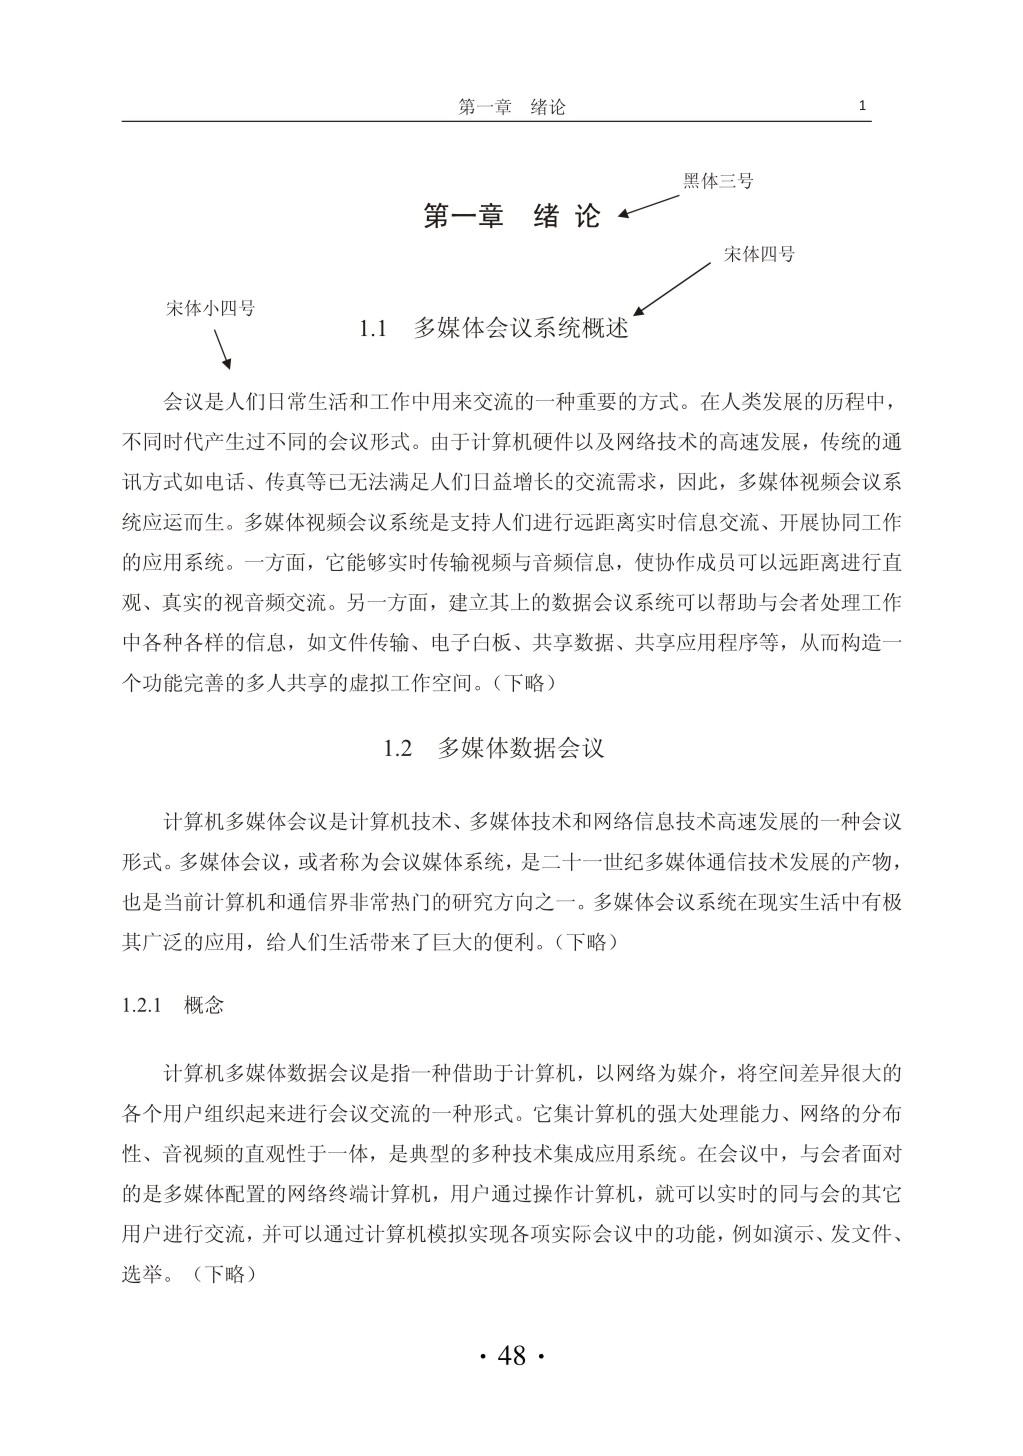 第一章　绪论　1
黑体三号
第一章　绪 论
宋体四号
宋体小四号
1.1　多媒体会议系统概述
会议是人们日常生活和工作中用来交流的一种重要的方式。在人类发展的历程中，
不同时代产生过不同的会议形式。由于计算机硬件以及网络技术的高速发展，传统的通
讯方式如电话、传真等已无法满足人们日益增长的交流需求，因此，多媒体视频会议系
统应运而生。多媒体视频会议系统是支持人们进行远距离实时信息交流、开展协同工作
的应用系统。一方面，它能够实时传输视频与音频信息，使协作成员可以远距离进行直
观、真实的视音频交流。另一方面，建立其上的数据会议系统可以帮助与会者处理工作
中各种各样的信息，如文件传输、电子白板、共享数据、共享应用程序等，从而构造一
个功能完善的多人共享的虚拟工作空间。（下略）
1.2　多媒体数据会议
计算机多媒体会议是计算机技术、多媒体技术和网络信息技术高速发展的一种会议
形式。多媒体会议，或者称为会议媒体系统，是二十一世纪多媒体通信技术发展的产物，
也是当前计算机和通信界非常热门的研究方向之一。多媒体会议系统在现实生活中有极
其广泛的应用，给人们生活带来了巨大的便利。（下略）
1.2.1　概念
计算机多媒体数据会议是指一种借助于计算机，以网络为媒介，将空间差异很大的
各个用户组织起来进行会议交流的一种形式。它集计算机的强大处理能力、网络的分布
性、音视频的直观性于一体，是典型的多种技术集成应用系统。在会议中，与会者面对
的是多媒体配置的网络终端计算机，用户通过操作计算机，就可以实时的同与会的其它
用户进行交流，并可以通过计算机模拟实现各项实际会议中的功能，例如演示、发文件、
选举。（下略）
· 48 ·